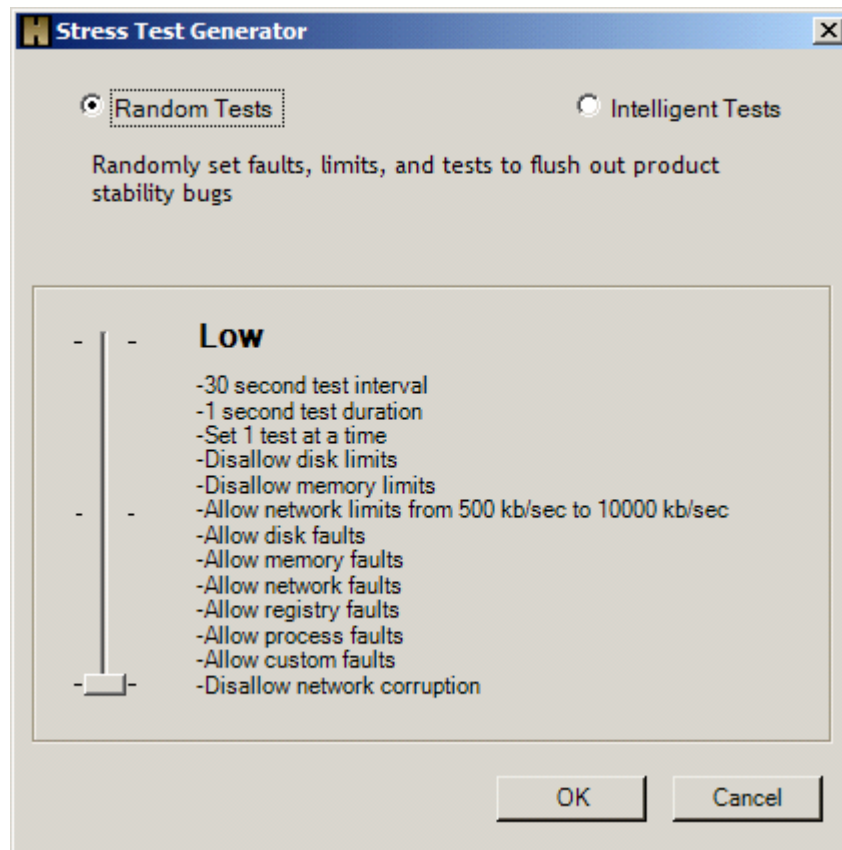 Stress Test Generator
Random Tests
Intelligent Tests
Randomly set faults, limits, and tests to flush out product
stability bugs
Low
-30 second test interval
-1 second test duration
-Set 1 test at a time
-Disallow disk limits
-Disallow memory limits
-Allow network limits from 500 kb/sec to 10000 kb/sec
-Allow disk faults
-Allow memory faults
-Allow network faults
-Allow registry faults
-Allow process faults
-Allow custom faults
-Disallow network corruption
OK
Cancel